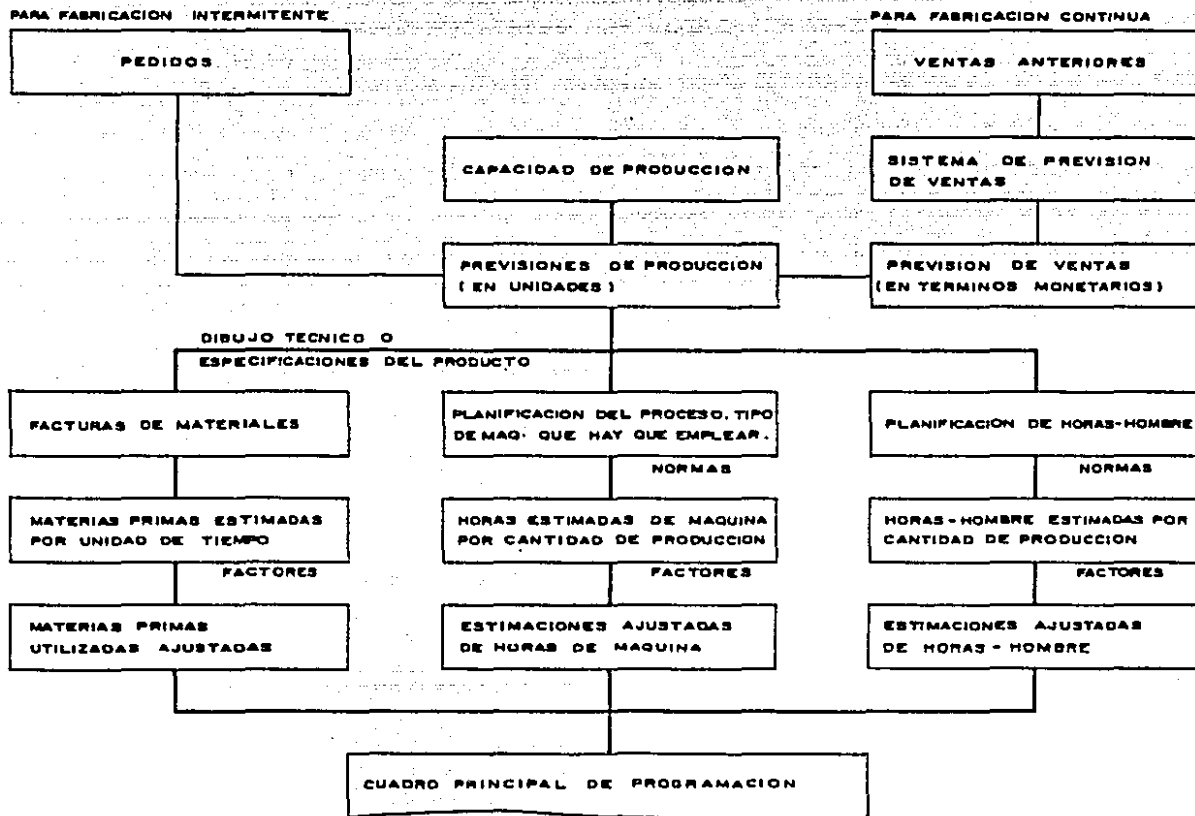 PARA FABRICACION INTERMITENTE
PARA FABRICACION CONTINUA
PEDIDOS
VENTAS ANTERIORES
CAPACIDAD DE PRODUCCION
SISTEMA DE PREVISION
DE VENTAS
PREVISIONES DE PRODUCCION
(EN UNIDADES)
PREVISION DE VENTAS
(EN TERMINOS MONETARIOS)
DIBUJO TECNICO O
ESPECIFICACIONES DEL PRODUCTO
FACTURAS DE MATERIALES
PLANIFICACION DEL PROCESO. TIPO
DE MAQ. QUE HAY QUE EMPLEAR.
PLANIFICACION DE HORAS-HOMBRE
NORMAS
NORMAS
MATERIAS PRIMAS ESTIMADAS
POR UNIDAD DE TIEMPO
HORAS ESTIMADAS DE MAQUINA
POR CANTIDAD DE PRODUCCION
HORAS-HOMBRE ESTIMADAS POR
CANTIDAD DE PRODUCCION
FACTORES
FACTORES
FACTORES
MATERIAS PRIMAS
UTILIZADAS AJUSTADAS
ESTIMACIONES AJUSTADAS
DE HORAS DE MAQUINA
ESTIMACIONES AJUSTADAS
DE HORAS-HOMBRE
CUADRO PRINCIPAL DE PROGRAMACION